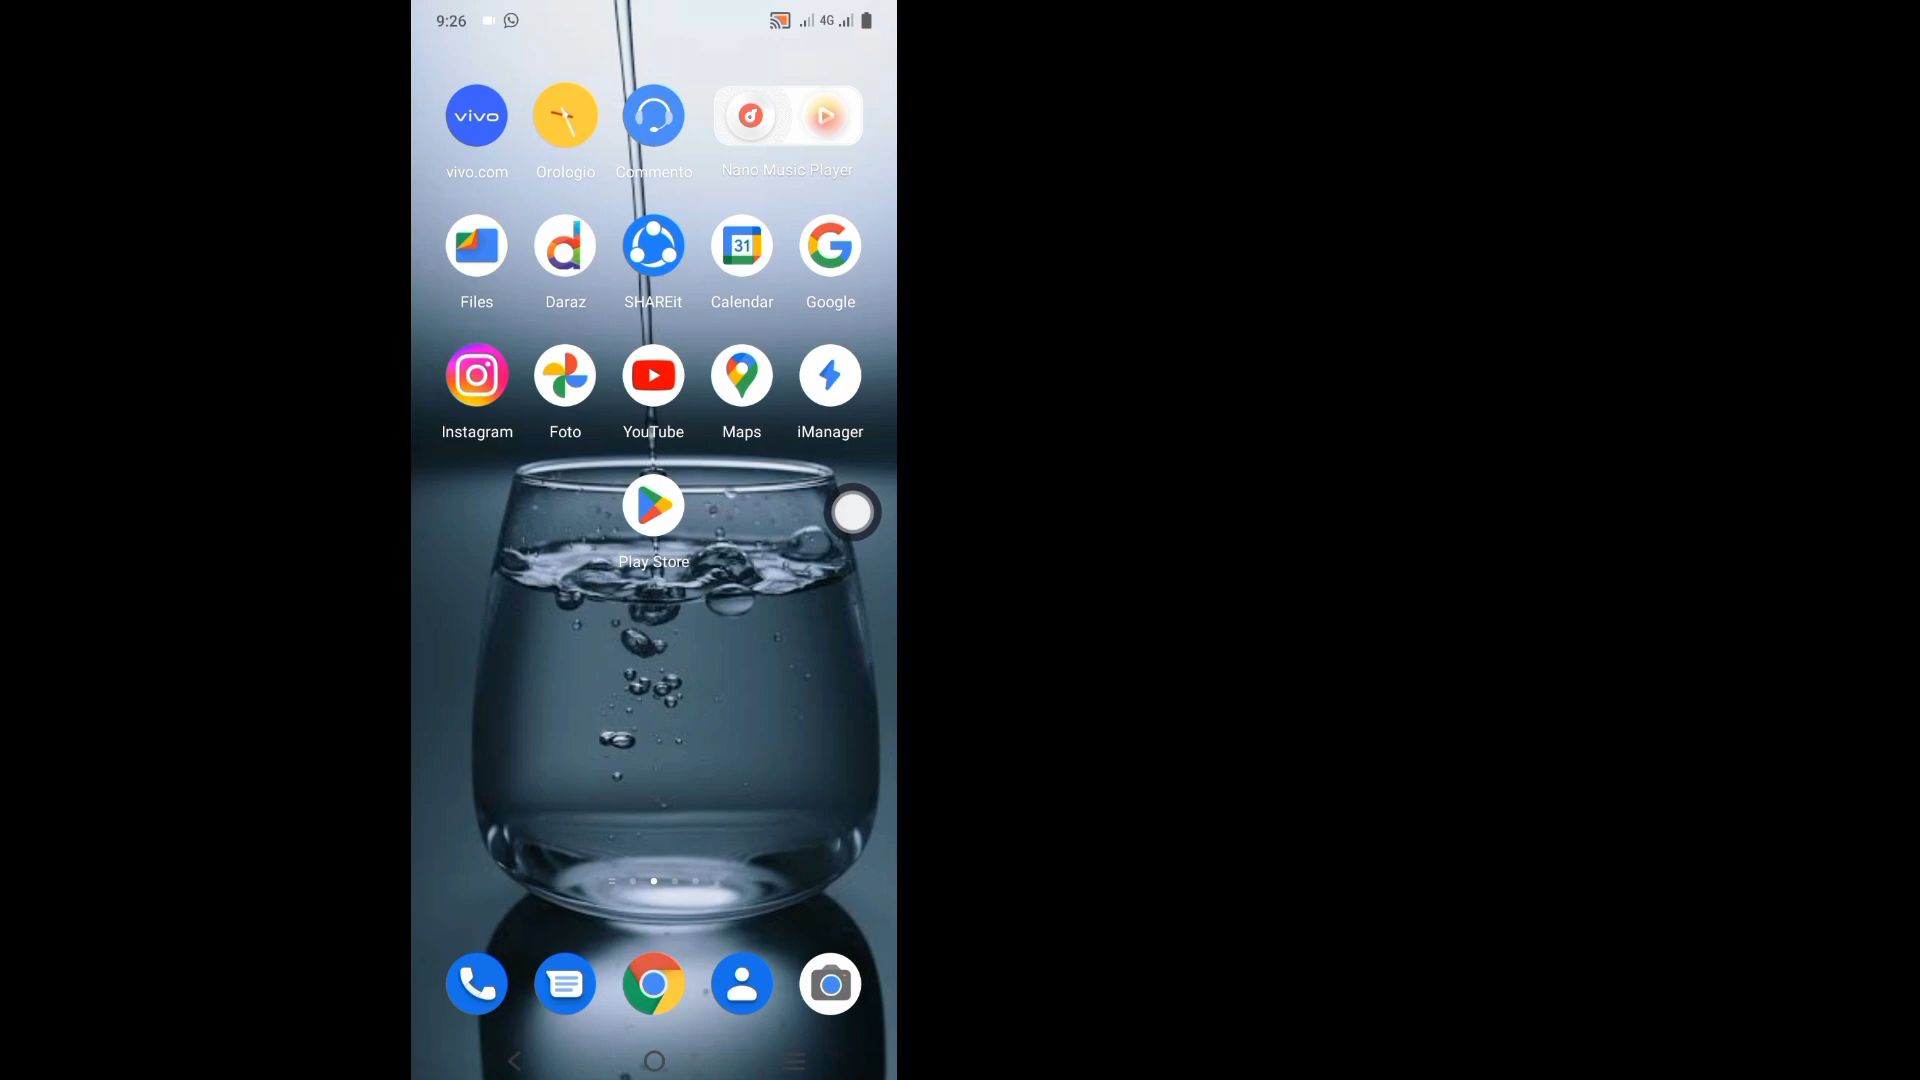 9:26 4G
vivo
vivo.com Orologio Commento Nano Music Player
31
Files Daraz SHAREit Calendar Google
Instagram Foto YouTube Maps iManager
Play Store